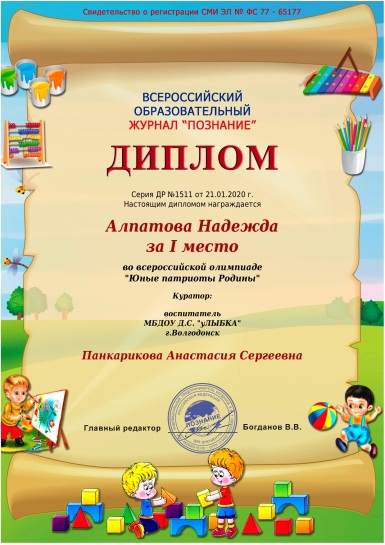 Свидетельство о регистрации СМИ ЭЛ № ФС 77 - 65177
ВСЕРОССИЙСКИЙ
ОБРАЗОВАТЕЛЬНЫЙ
ЖУРНАЛ "ПОЗНАНИЕ"
ДИПЛОМ
Серия ДР №1511 от 21.01.2020 г.
Настоящим дипломом награждается
Алпатова Надежда
за I место
во всероссийской олимпиаде
"Юные патриоты Родины"
Куратор:
воспитатель
МБДОУ Д.С. "уЛЫБКА"
г.Волгодонск
Панкарикова Анастасия Сергеевна
ПОЗНАНИЕ
Главный редактор
Богданов В.В.